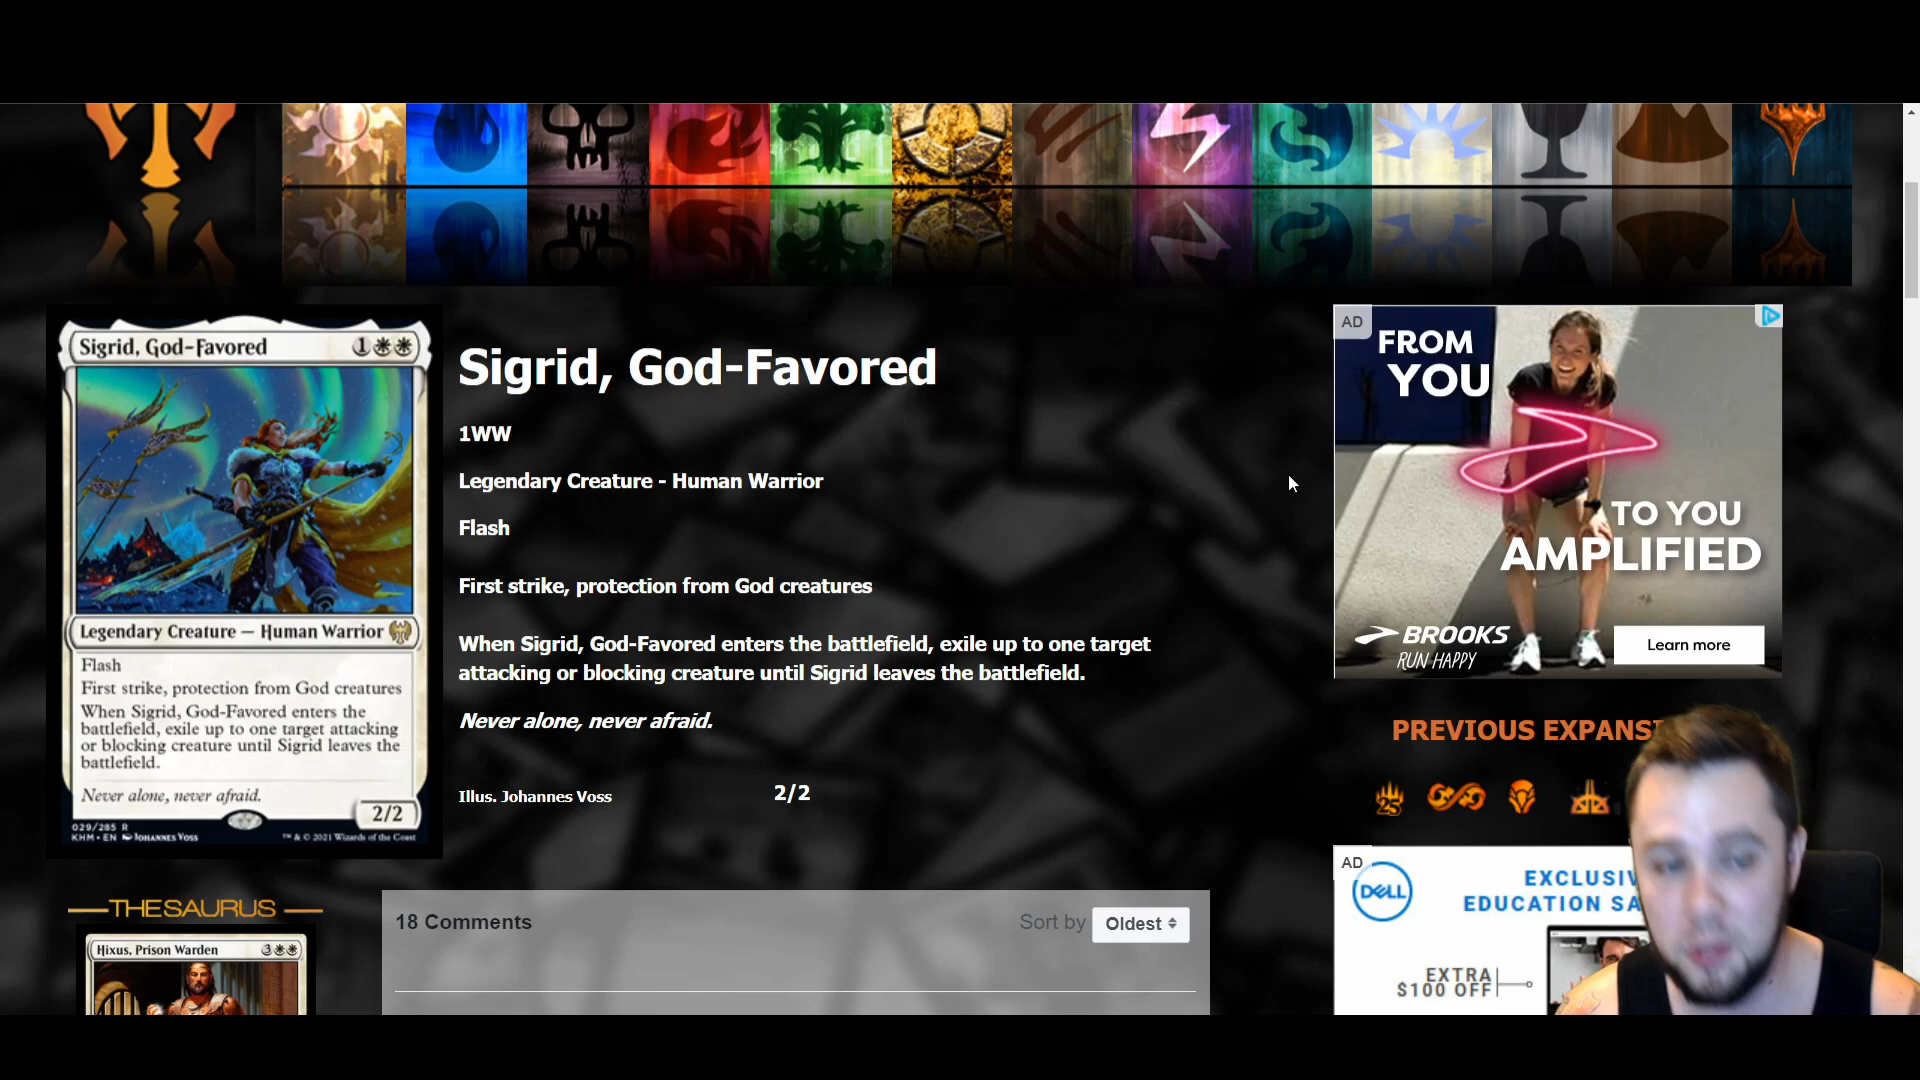 Sigrid, God-Favored 1
Legendary Creature — Human Warrior
Flash
First strike, protection from God creatures
When Sigrid, God-Favored enters the
battlefield, exile up to one target attacking
or blocking creature until Sigrid leaves the
battlefield.
Never alone, never afraid.
2/2
029/285 R
KHM • EN JOHANNES VOSS
™ & © 2021 Wizards of the Coast
Sigrid, God-Favored
1WW
Legendary Creature - Human Warrior
Flash
First strike, protection from God creatures
When Sigrid, God-Favored enters the battlefield, exile up to one target
attacking or blocking creature until Sigrid leaves the battlefield.
Never alone, never afraid.
Illus. Johannes Voss 2/2
AD
FROM
YOU
TO YOU
AMPLIFIED
BROOKS
RUN HAPPY
Learn more
PREVIOUS EXPANSI
25
AD
DELL
EXCLUSIV
EDUCATION SA
EXTRA
$100 OFF
THESAURUS
Hixus, Prison Warden 3
18 Comments
Sort by Oldest